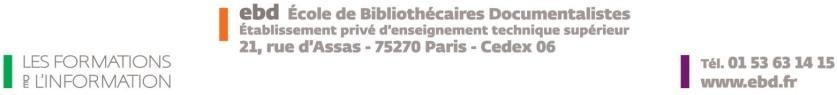 ebd École de Bibliothécaires Documentalistes
Établissement privé d'enseignement technique supérieur
21, rue d'Assas - 75270 Paris - Cedex 06
LES FORMATIONS
DE L'INFORMATION
Tél. 01 53 63 14 15
www.ebd.fr